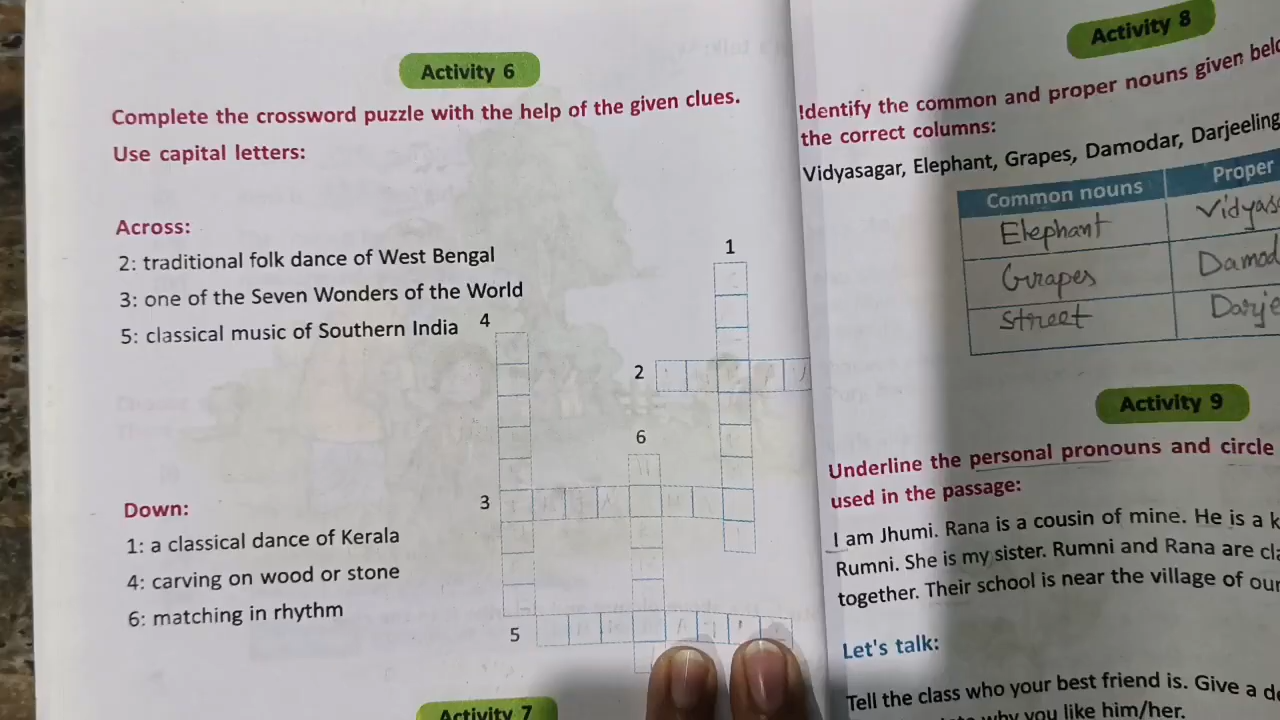 Activity 6
Complete the crossword puzzle with the help of the given clues.
Use capital letters:
Across:
2: traditional folk dance of West Bengal
3: one of the Seven Wonders of the World
5: classical music of Southern India
Down:
1: a classical dance of Kerala
4: carving on wood or stone
6: matching in rhythm
1
4
2
6
3
5
Activity 7
Activity 8
Identify the common and proper nouns given
the correct columns:
Vidyasagar, Elephant, Grapes, Damodar, Darjeeling
Common nouns Proper
Elephant
Grapes
Street
Activity 9
Underline the personal pronouns and circle
used in the passage:
I am Jhumi. Rana is a cousin of mine. He is a
Rumni. She is my sister. Rumni and Rana are
together. Their school is near the village of our
Let's talk:
Tell the class who your best friend is. Give a
why you like him/her.